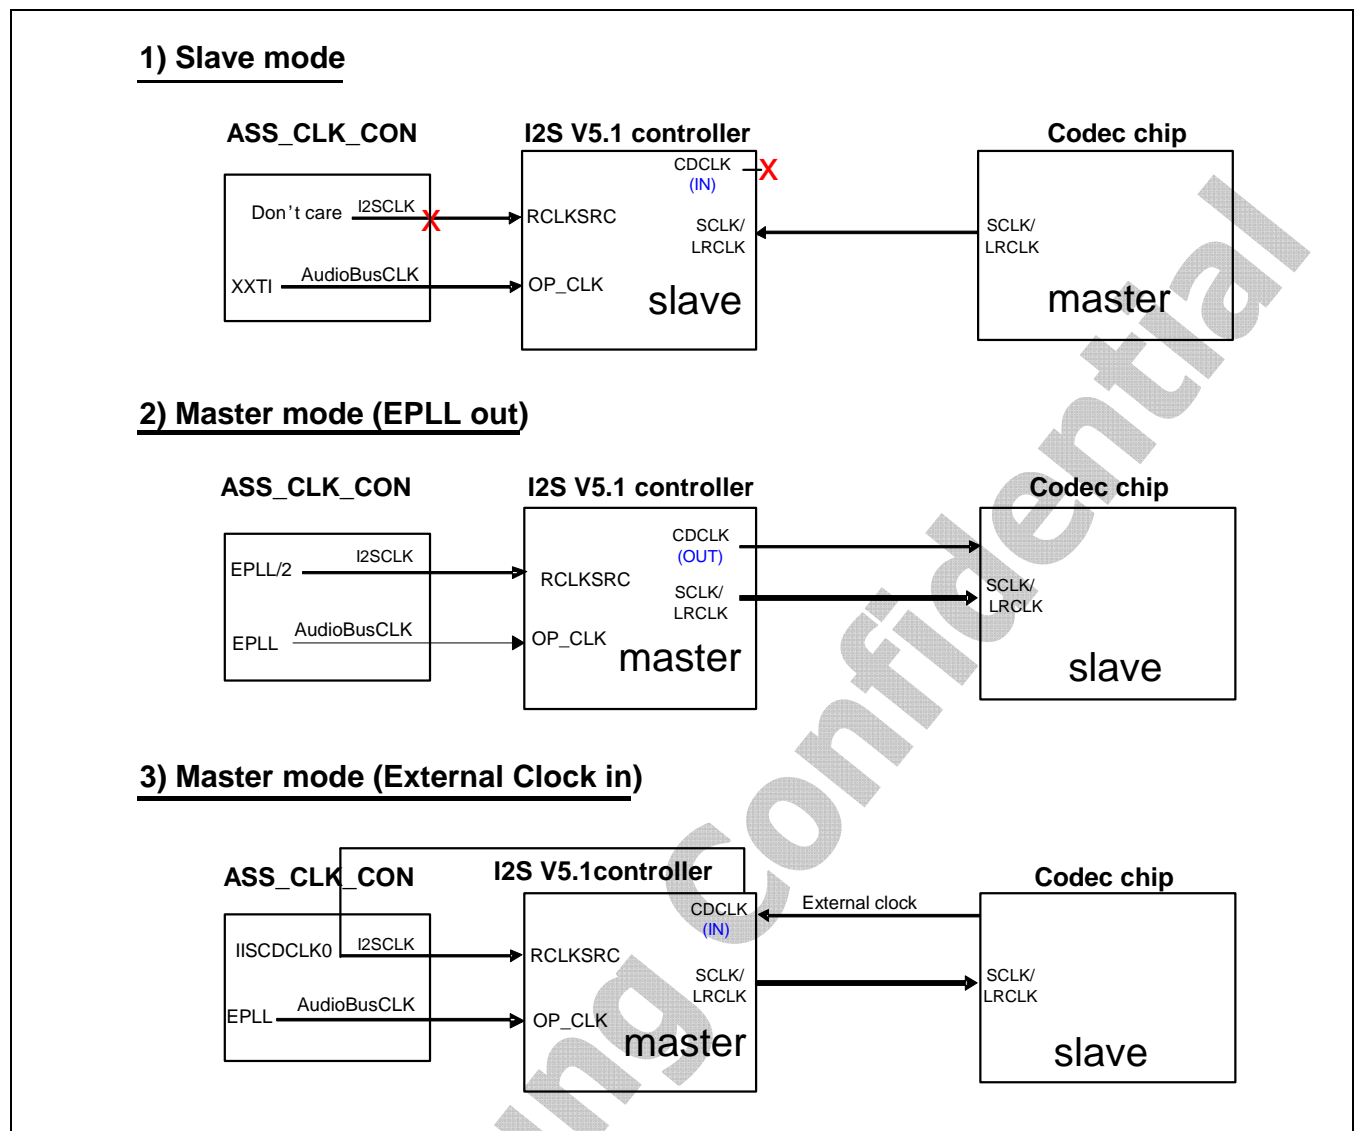 1) Slave mode
ASS_CLK_CON
I2S V5.1 controller
Codec chip
CDCLK
(IN)
X
Don't care
I2SCLK
X
RCLKSRC
SCLK/
LRCLK
SCLK/
LRCLK
XXTI
AudioBusCLK
OP_CLK
slave
master
2) Master mode (EPLL out)
ASS_CLK_CON
I2S V5.1 controller
Codec chip
CDCLK
(OUT)
EPLL/2
I2SCLK
RCLKSRC
SCLK/
LRCLK
SCLK/
LRCLK
EPLL
AudioBusCLK
OP_CLK
master
slave
3) Master mode (External Clock in)
ASS_CLK_CON
I2S V5.1controller
Codec chip
CDCLK
(IN)
External clock
IISCDCLK0
I2SCLK
RCLKSRC
SCLK/
LRCLK
SCLK/
LRCLK
EPLL
AudioBusCLK
OP_CLK
master
slave
ng Confidential